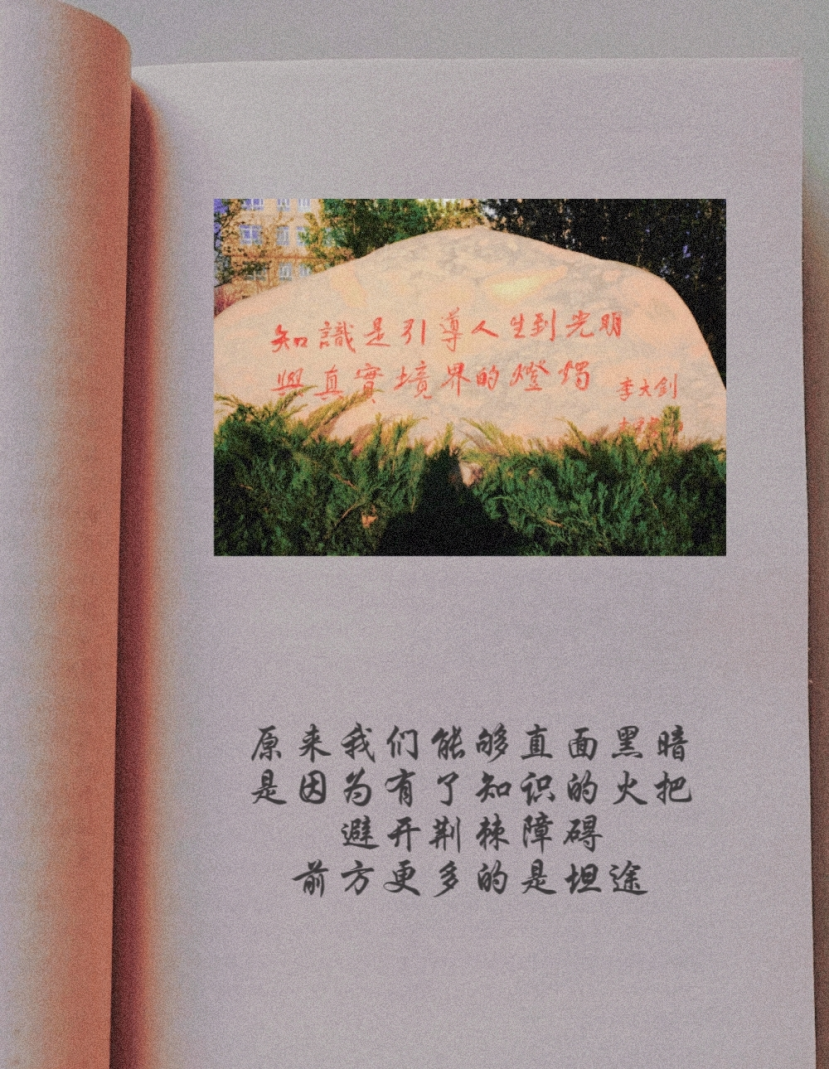 知識是引導人生到光明
與真實境界的燈燭
李大釗
原来我们能够直面黑暗
是因为有了知识的火把
避开荆棘障碍
前方更多的是坦途